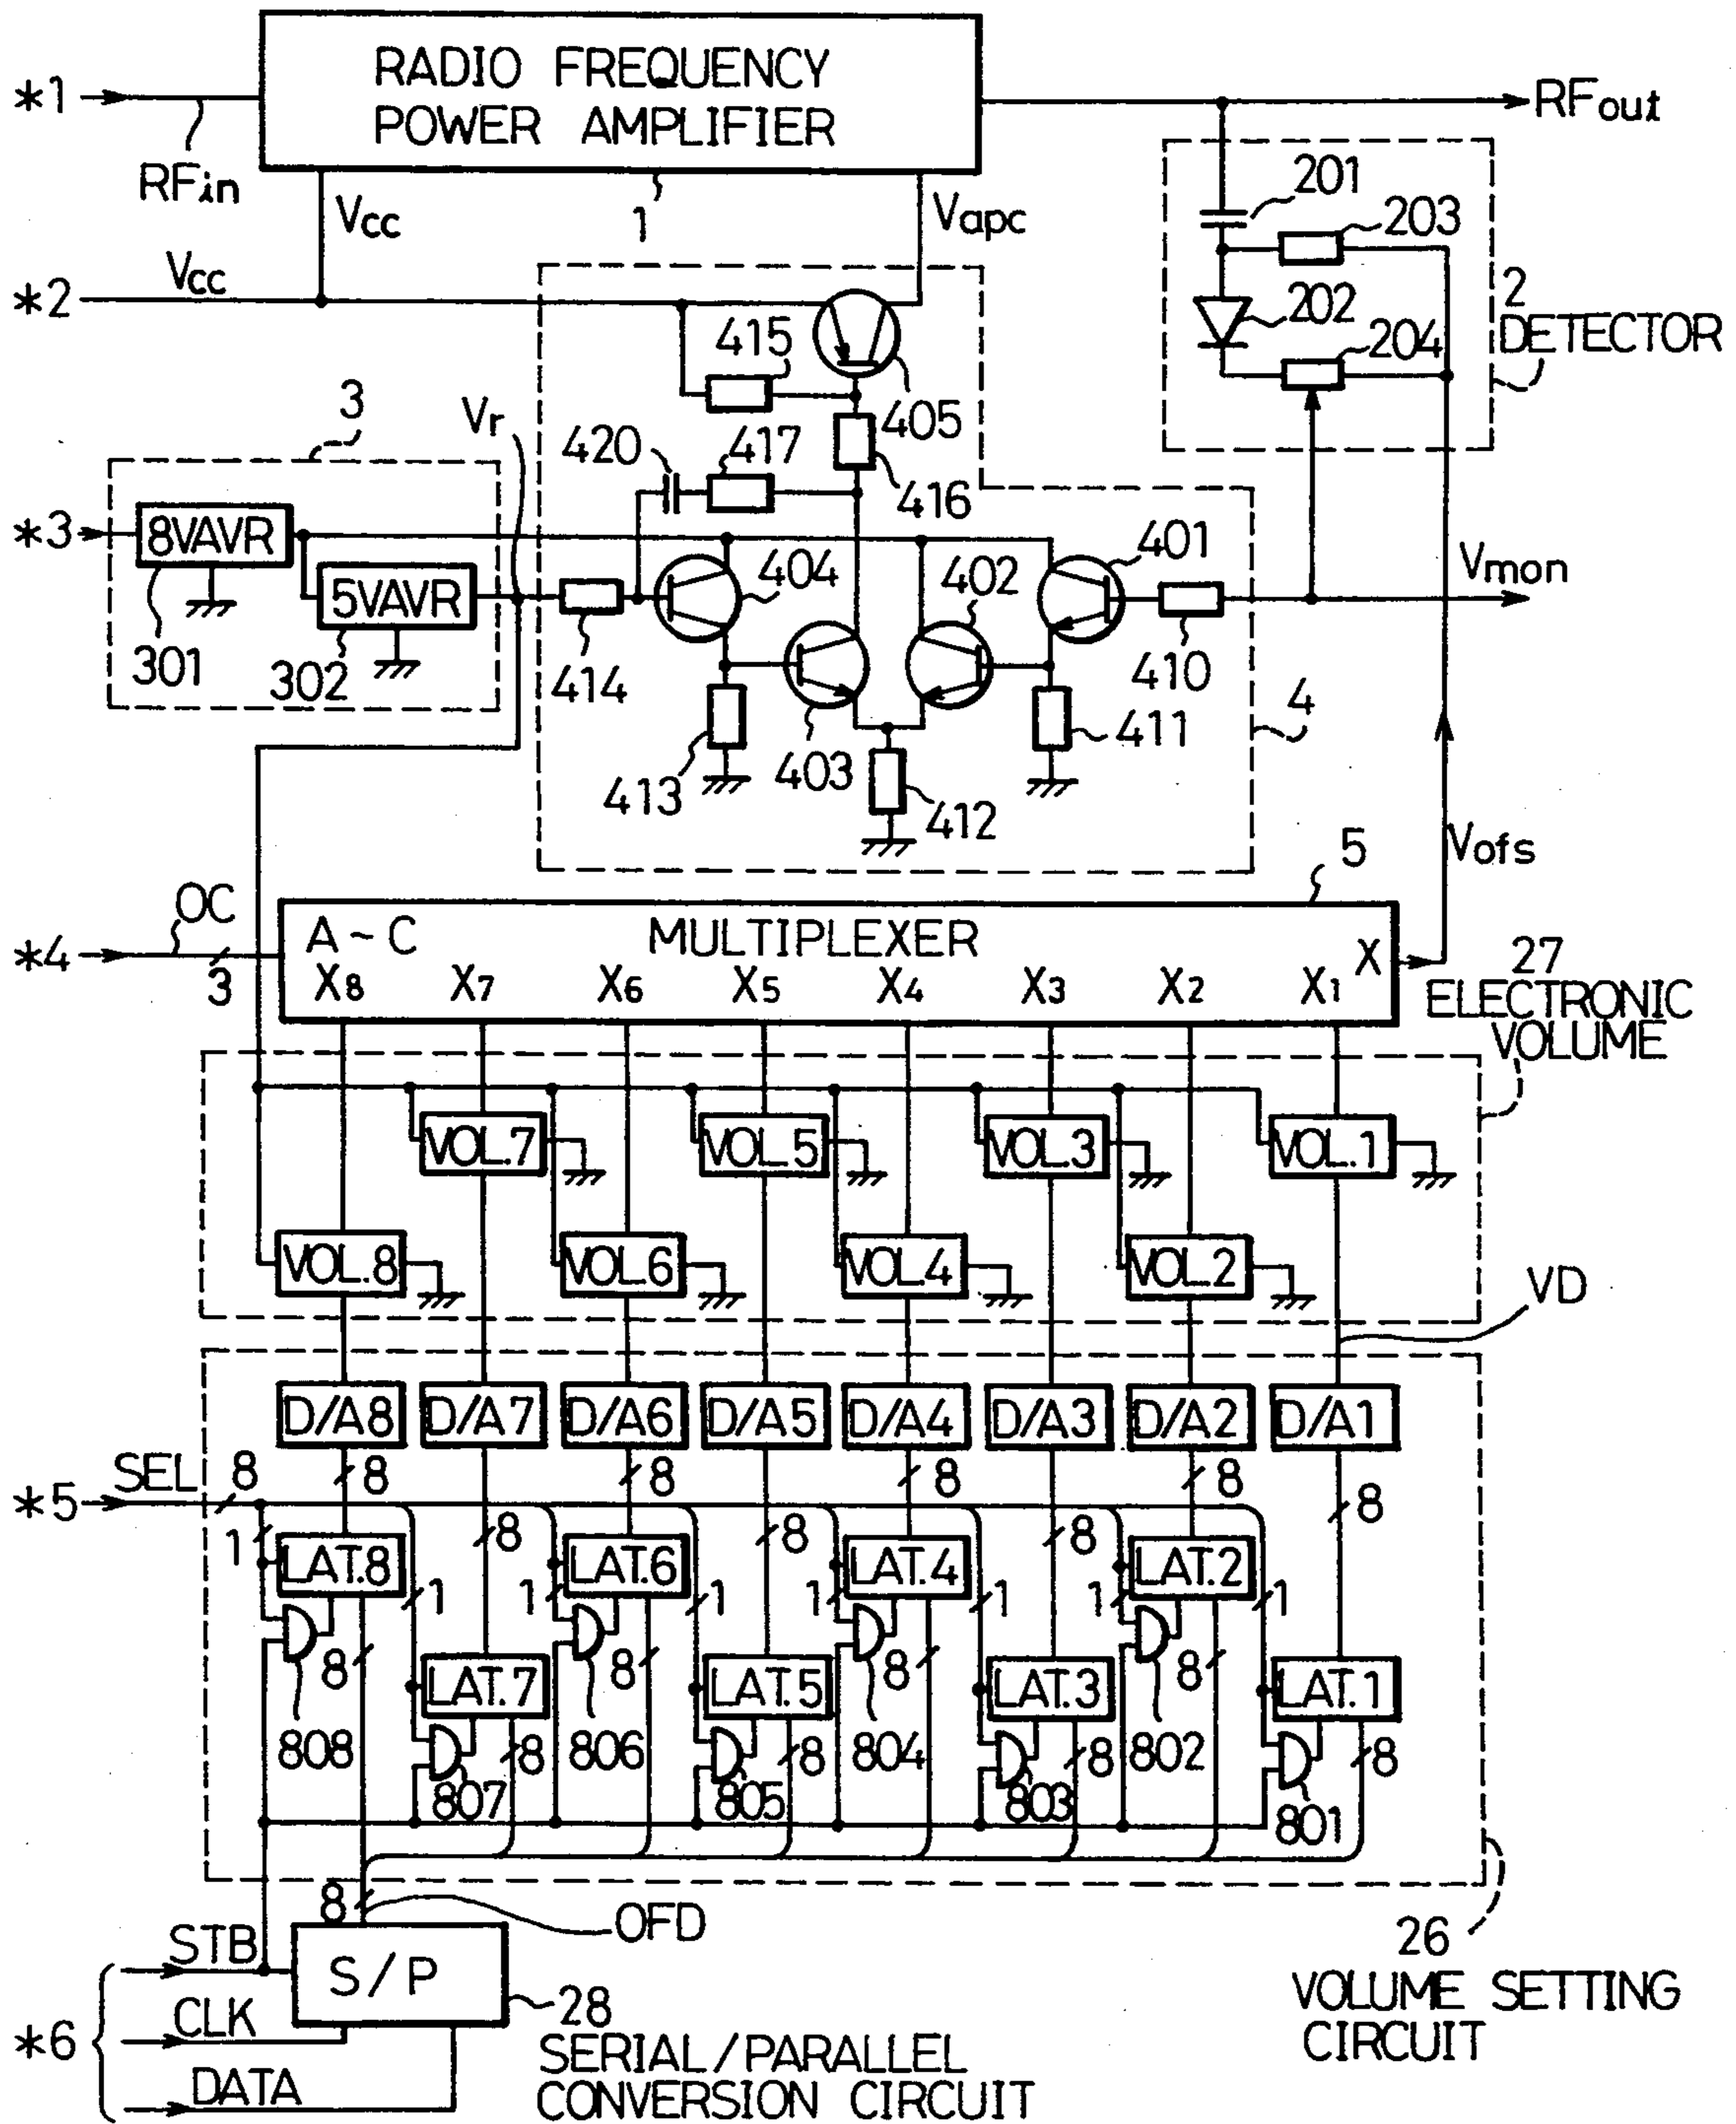 RADIO FREQUENCY
POWER AMPLIFIER
*1
RFin
RFout
1
Vcc
Vapc
*2
Vcc
201
203
202
204
2
DETECTOR
415
405
3
Vr
420
417
416
*3
8VAVR
5VAVR
301
302
404
402
401
Vmon
414
410
413
403
411
412
4
Vofs
5
*4
OC
3
A~C
MULTIPLEXER
X
X8
X7
X6
X5
X4
X3
X2
X1
27
ELECTRONIC
VOLUME
VOL.7
VOL.5
VOL.3
VOL.1
VOL.8
VOL.6
VOL.4
VOL.2
VD
D/A8
D/A7
D/A6
D/A5
D/A4
D/A3
D/A2
D/A1
*5
SEL
8
8
8
8
8
8
8
8
8
1
1
1
1
1
1
1
1
LAT.8
LAT.6
LAT.4
LAT.2
8
8
8
8
LAT.7
LAT.5
LAT.3
LAT.1
808
806
804
802
8
8
8
8
807
805
803
801
8
OFD
26
VOLUME SETTING
CIRCUIT
*6
STB
CLK
DATA
S/P
28
SERIAL/PARALLEL
CONVERSION CIRCUIT